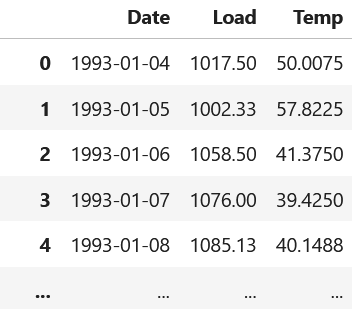 Date Load Temp
0 1993-01-04 1017.50 50.0075
1 1993-01-05 1002.33 57.8225
2 1993-01-06 1058.50 41.3750
3 1993-01-07 1076.00 39.4250
4 1993-01-08 1085.13 40.1488
... ... ... ...